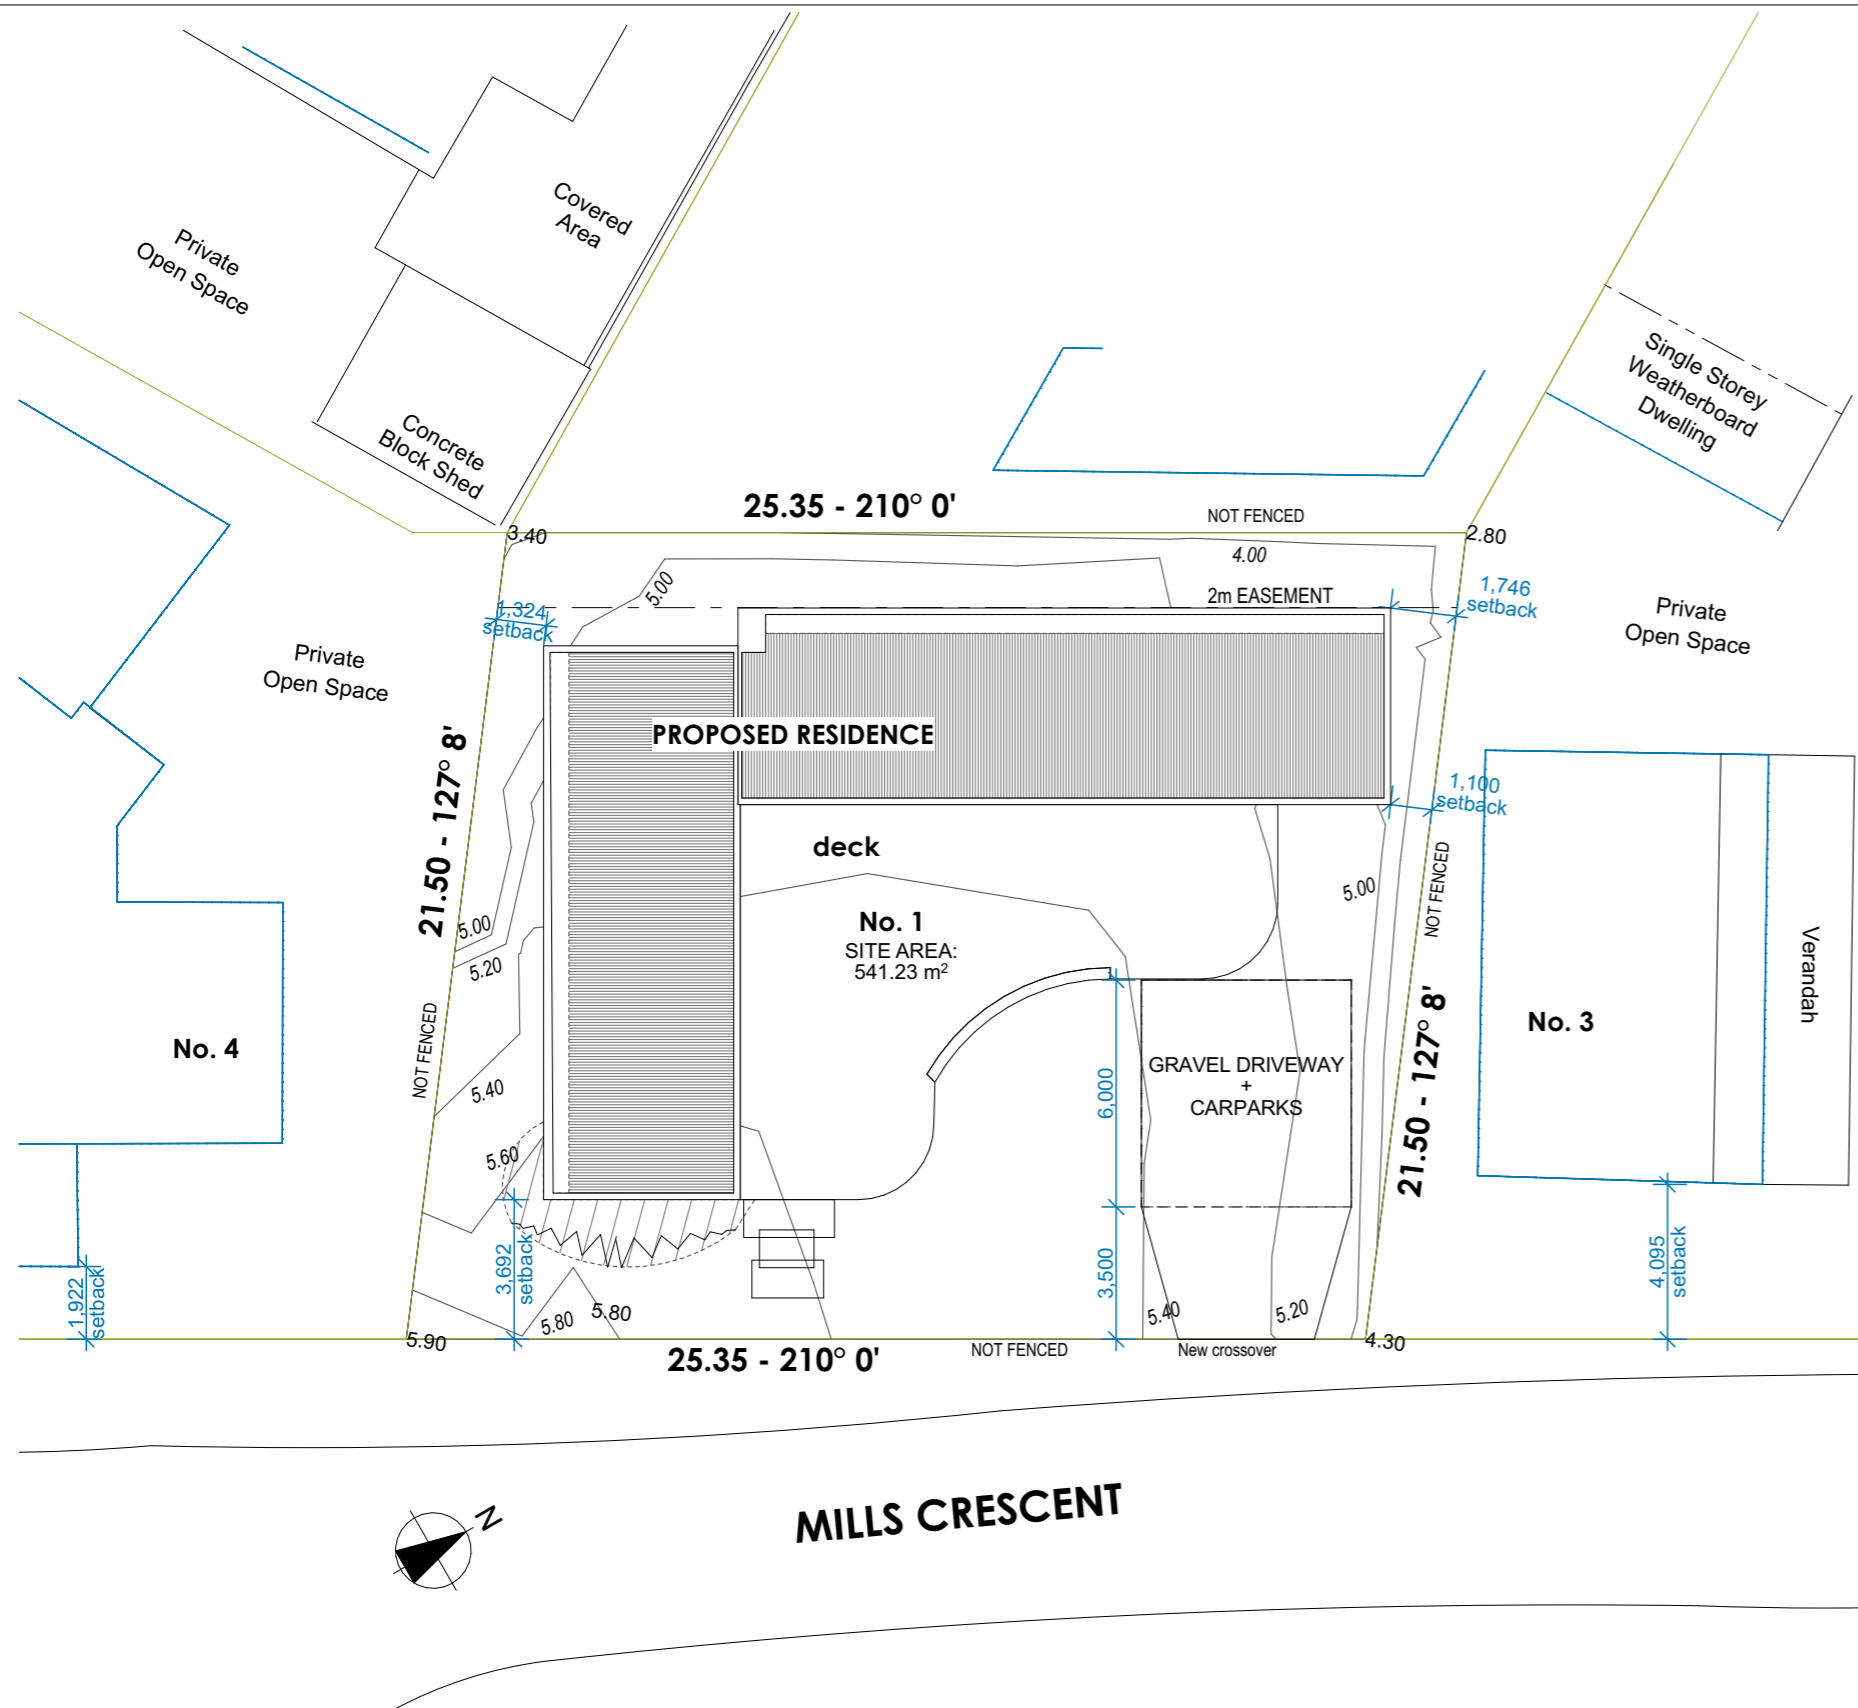 Covered
Area
Private
Open Space
Single Storey
Weatherboard
Dwelling
Concrete
Block Shed
25.35 - 210° 0'
NOT FENCED
3.40
2.80
4.00
5.00
2m EASEMENT
1,324
setback
1,746
setback
Private
Open Space
Private
Open Space
PROPOSED RESIDENCE
21.50 - 127° 8'
1,100
setback
deck
NOT FENCED
5.00
No. 1
SITE AREA:
541.23 m²
5.00
5.20
Verandah
No. 3
No. 4
NOT FENCED
GRAVEL DRIVEWAY
+
CARPARKS
6,000
21.50 - 127° 8'
5.40
5.60
3,692
setback
3,500
4,095
setback
1,922
setback
5.80
5.80
5.40
5.20
5.90
4.30
NOT FENCED
New crossover
25.35 - 210° 0'
MILLS CRESCENT
N